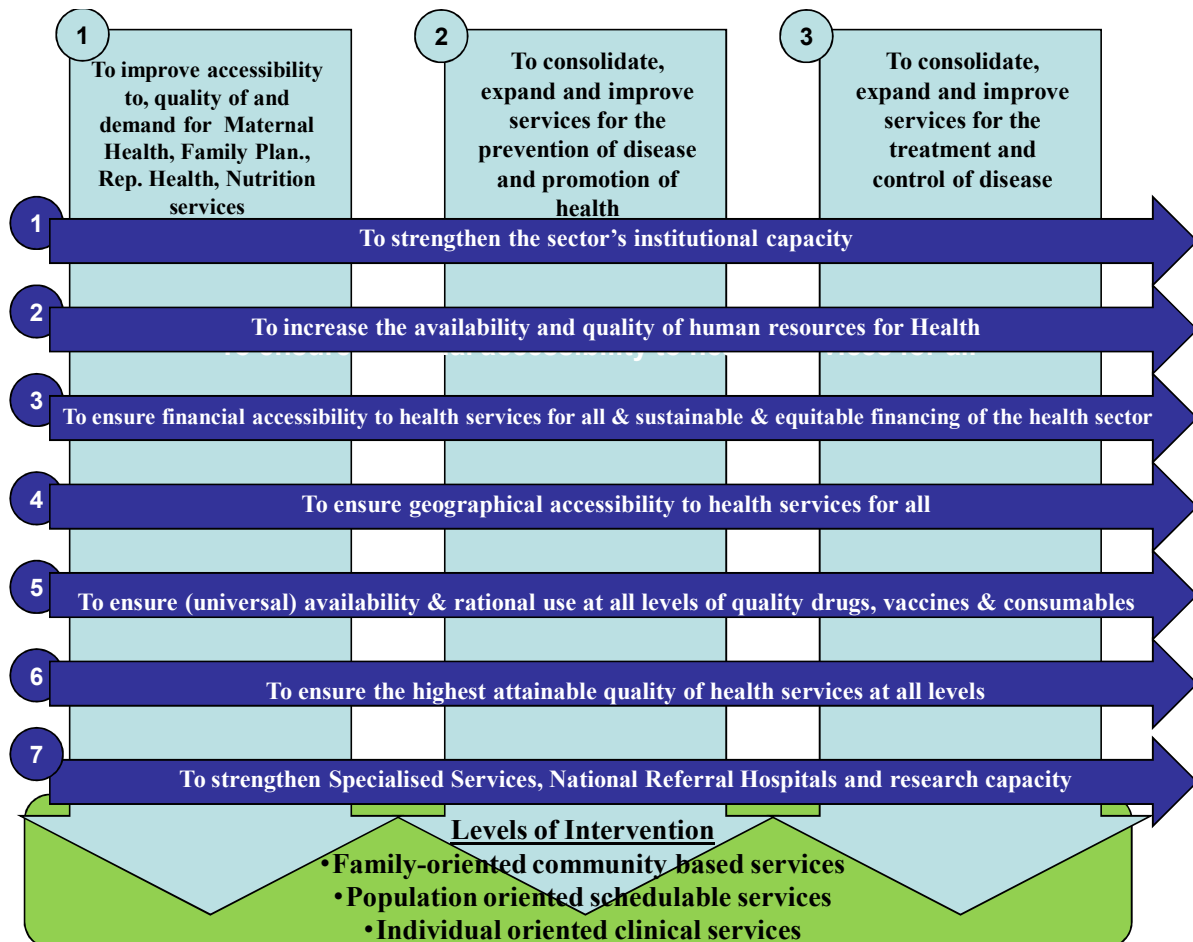 1
To improve accessibility
to, quality of and
demand for Maternal
Health, Family Plan.,
Rep. Health, Nutrition
services
2
To consolidate,
expand and improve
services for the
prevention of disease
and promotion of
health
3
To consolidate,
expand and improve
services for the
treatment and
control of disease
1
To strengthen the sector's institutional capacity
2
To increase the availability and quality of human resources for Health
3
To ensure financial accessibility to health services for all & sustainable & equitable financing of the health sector
4
To ensure geographical accessibility to health services for all
5
To ensure (universal) availability & rational use at all levels of quality drugs, vaccines & consumables
6
To ensure the highest attainable quality of health services at all levels
7
To strengthen Specialised Services, National Referral Hospitals and research capacity
Levels of Intervention
•Family-oriented community based services
•Population oriented schedulable services
•Individual oriented clinical services